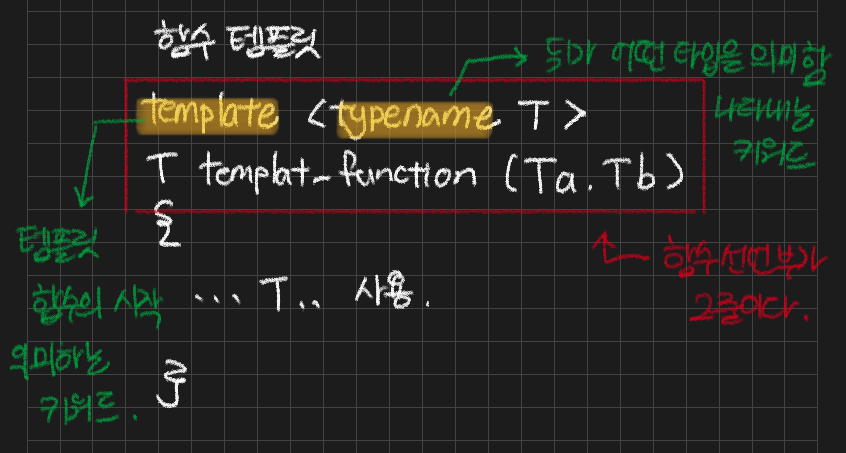 함수 템플릿
T가 어떤 타입을 의미함
나타내는
키워드
template <typename T>
T templat_function (Ta. Tb)
{
템플릿
함수의 시작
의미하는
키워드.
... T.. 사용.
}
함수선언부가
2줄이다.